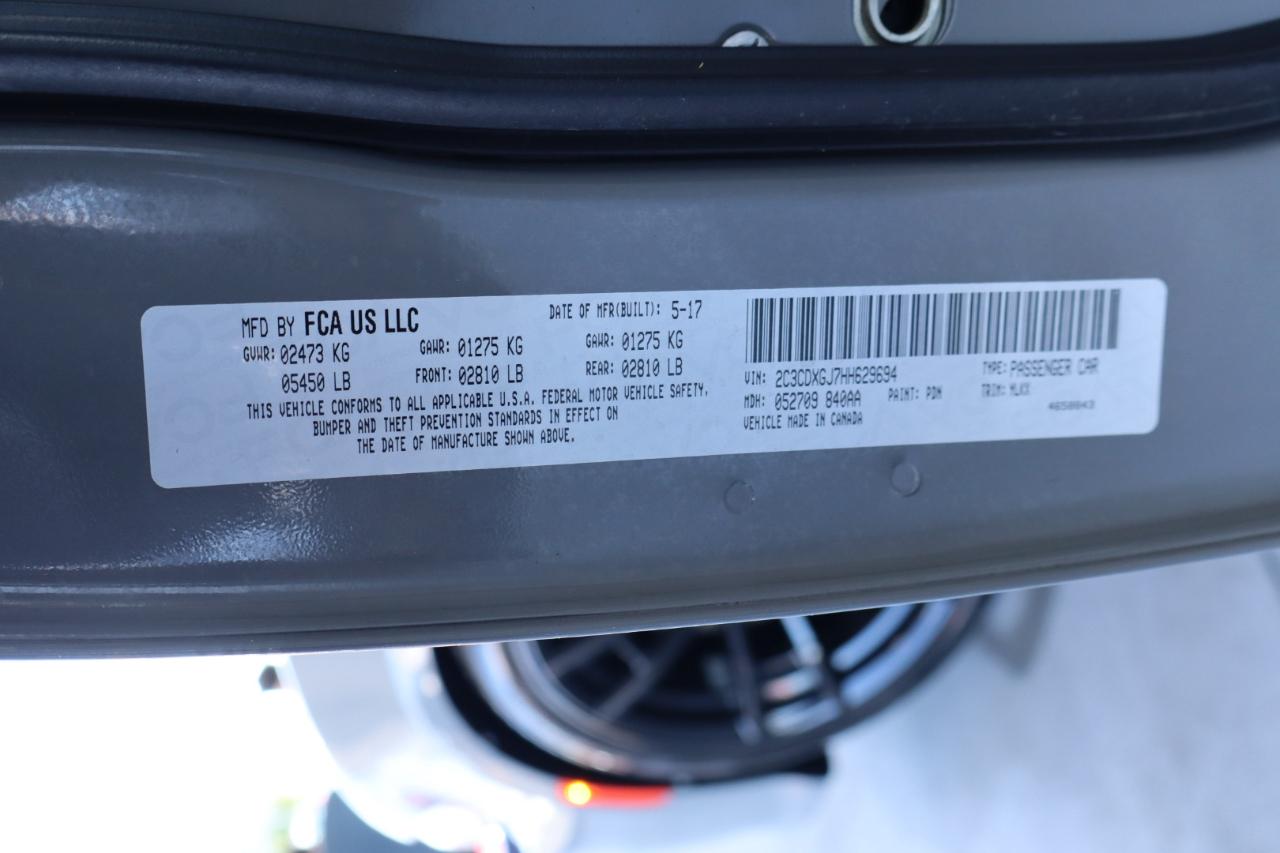 MFD BY FCA US LLC DATE OF MFR(BUILT): 5-17
GVWR: 02473 KG GAWR: 01275 KG GAWR: 01275 KG
05450 LB FRONT: 02810 LB REAR: 02810 LB
THIS VEHICLE CONFORMS TO ALL APPLICABLE U.S.A. FEDERAL MOTOR VEHICLE SAFETY,
BUMPER AND THEFT PREVENTION STANDARDS IN EFFECT ON
THE DATE OF MANUFACTURE SHOWN ABOVE.
VIN: 2C3CDXGJ7HH629694 TYPE: PASSENGER CAR
MDH: 052709 840AA PAINT: PDN TRIM: MLX9
VEHICLE MADE IN CANADA